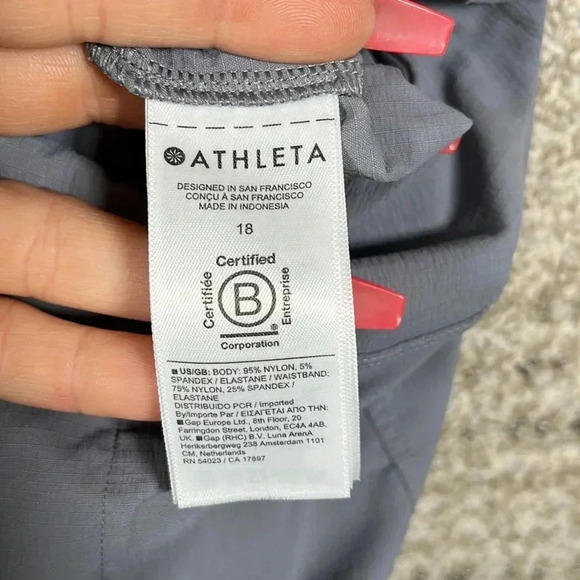 ATHLETA
DESIGNED IN SAN FRANCISCO
CONÇU À SAN FRANCISCO
MADE IN INDONESIA
18
Certified
Certifiée
B
Entreprise
®
Corporation
US/GB: BODY: 95% NYLON, 5%
SPANDEX / ELASTANE / WAISTBAND:
75% NYLON, 25% SPANDEX /
ELASTANE
DISTRIBUIDO POR / Imported
By/Importe Par / ΕΙΣΑΓΕΤΑΙ ΑΠΟ ΤΗΝ:
Gap Europe Ltd., 8th Floor, 20
Farringdon Street, London, EC4A 4AB,
UK. Gap (RHC) B.V. Luna ArenA
Herikerbergweg 238 Amsterdam 1101
CM, Netherlands
RN 54023 / CA 17897